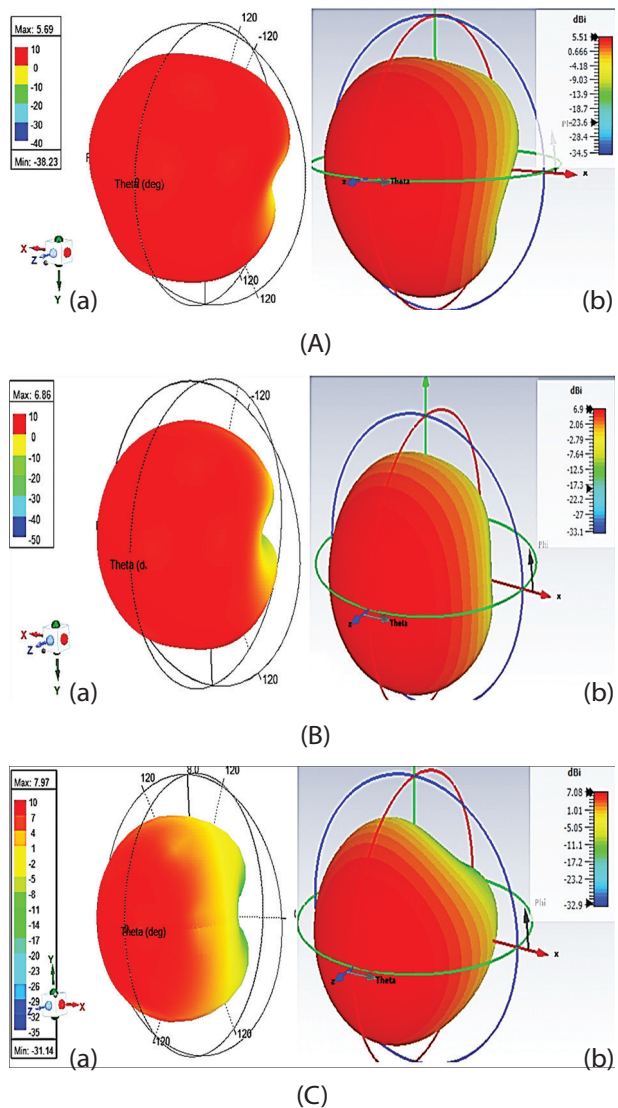 Max: 5.69
10
0
-10
-20
-30
-40
Min: -38.23
120
-120
Theta (deg)
120
120
X
Z
Y
(a)
dBi
5.51
0.666
-4.18
-9.03
-13.9
-18.7
-23.6
-28.4
-34.5
Theta
z
x
(b)
(A)
Max: 6.86
10
0
-10
-20
-30
-40
-50
-120
Theta (d
120
X
Z
Y
(a)
dBi
6.9
2.06
-2.79
-7.63
-12.5
-17.3
-22.2
-27
-33.1
Phi
Theta
z
x
(b)
(B)
Max: 7.97
10
7
4
1
-2
-5
-8
-11
-14
-17
-20
-23
-26
-29
-32
-35
Min: -31.14
120
120
Theta (deg)
-120
-120
Y
Z
X
(a)
dBi
7.08
1.01
-5.05
-11.1
-17.2
-23.2
-32.9
Phi
Theta
z
x
(b)
(C)